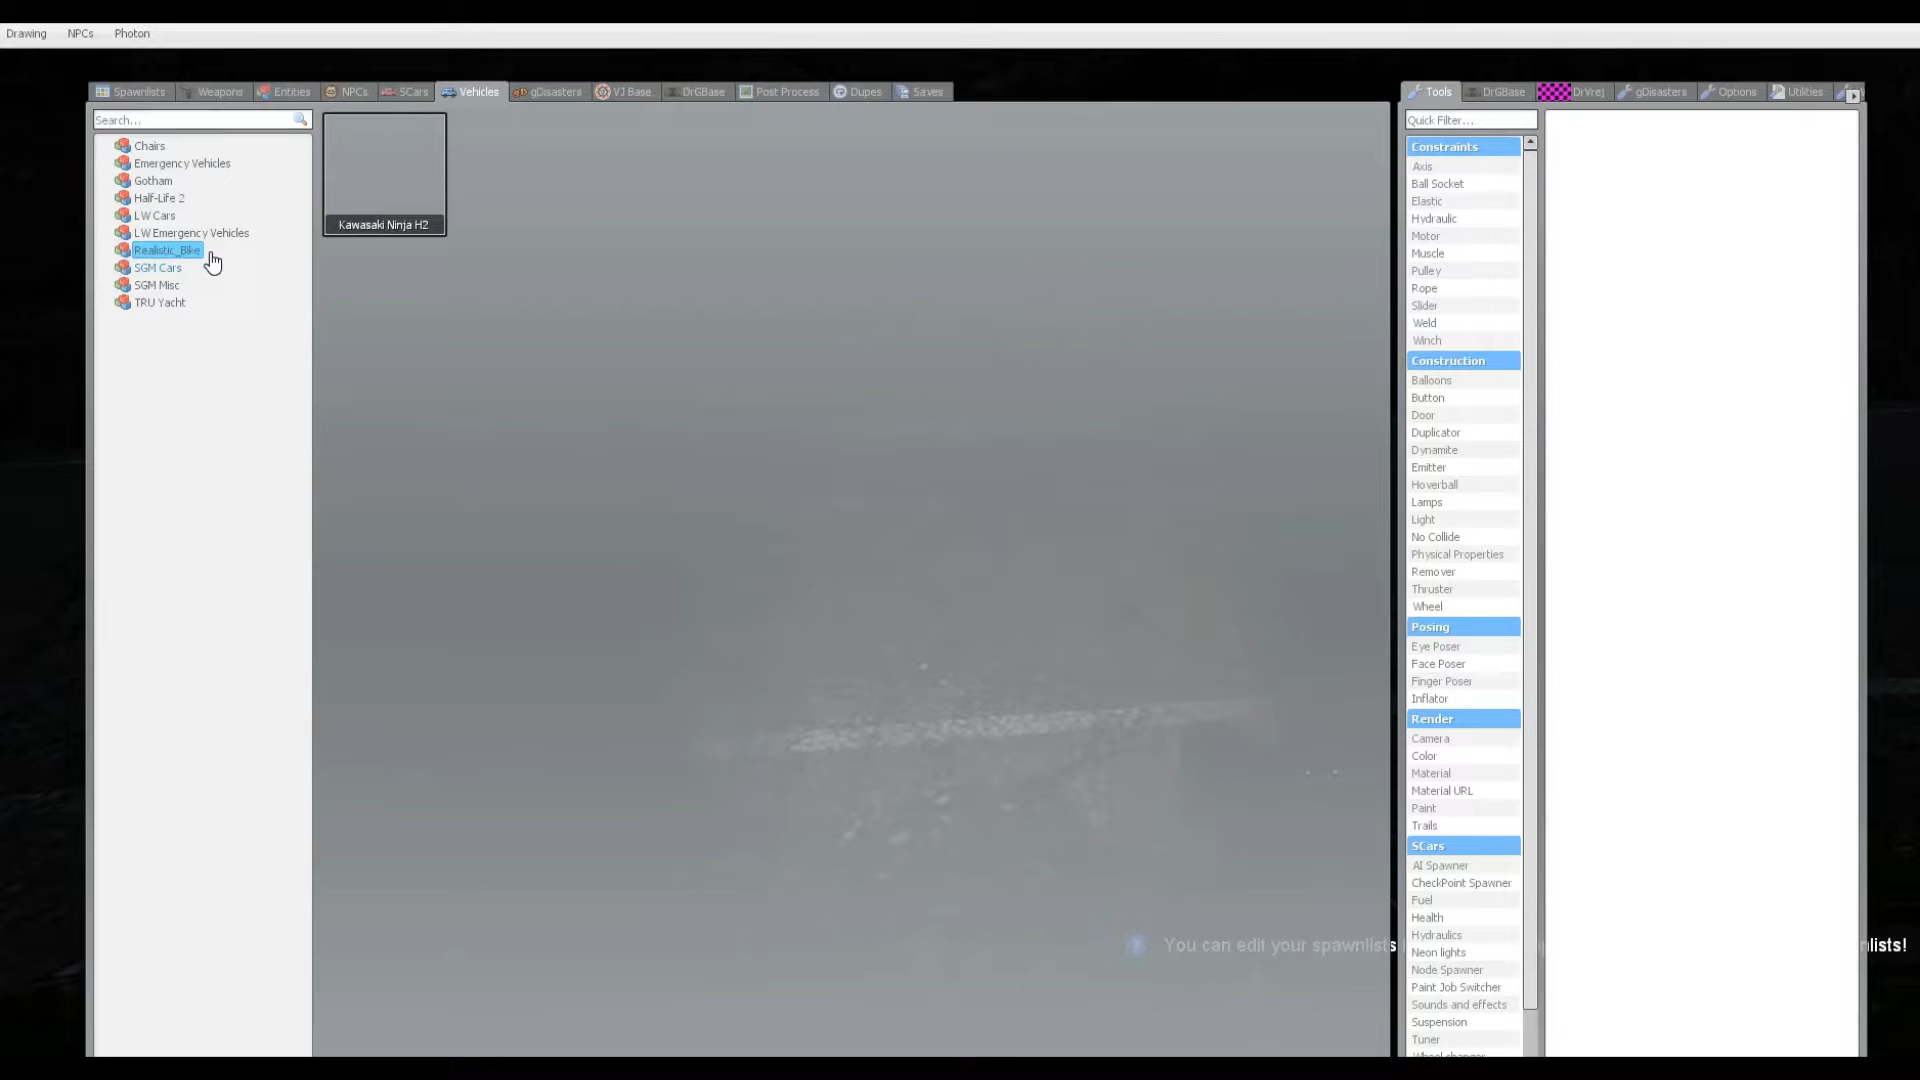 Drawing NPCs Photon
Spawnlists Weapons Entities NPCs SCars Vehicles gDisasters VJ Base DrGBase Post Process Dupes Saves
Search...
Chairs
Emergency Vehicles
Gotham
Half-Life 2
LW Cars
LW Emergency Vehicles
Realistic_Bike
SGM Cars
SGM Misc
TRU Yacht
Kawasaki Ninja H2
Tools DrGBase DrVrej gDisasters Options Utilities
Quick Filter...
Constraints
Axis
Ball Socket
Elastic
Hydraulic
Motor
Muscle
Pulley
Rope
Slider
Weld
Winch
Construction
Balloons
Button
Door
Duplicator
Dynamite
Emitter
Hoverball
Lamps
Light
No Collide
Physical Properties
Remover
Thruster
Wheel
Posing
Eye Poser
Face Poser
Finger Poser
Inflator
Render
Camera
Color
Material
Material URL
Paint
Trails
SCars
AI Spawner
CheckPoint Spawner
Fuel
Health
Hydraulics
Neon lights
Node Spawner
Paint Job Switcher
Sounds and effects
Suspension
Tuner
Wheel changer
You can edit your spawnlists
lists!